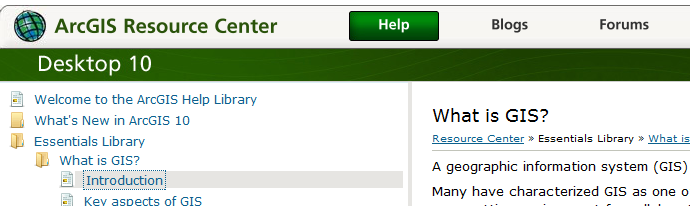 ArcGIS Resource Center
Help
Blogs
Forums
Desktop 10
Welcome to the ArcGIS Help Library
What's New in ArcGIS 10
Essentials Library
What is GIS?
Introduction
Key aspects of GIS
What is GIS?
Resource Center » Essentials Library » What is
A geographic information system (GIS)
Many have characterized GIS as one o